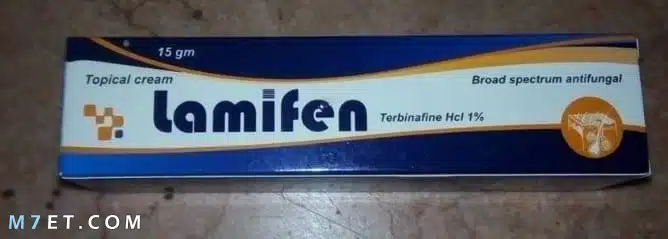 15 gm
Topical cream
Broad spectrum antifungal
Lamifen
Terbinafine Hcl 1%
M7ET.COM